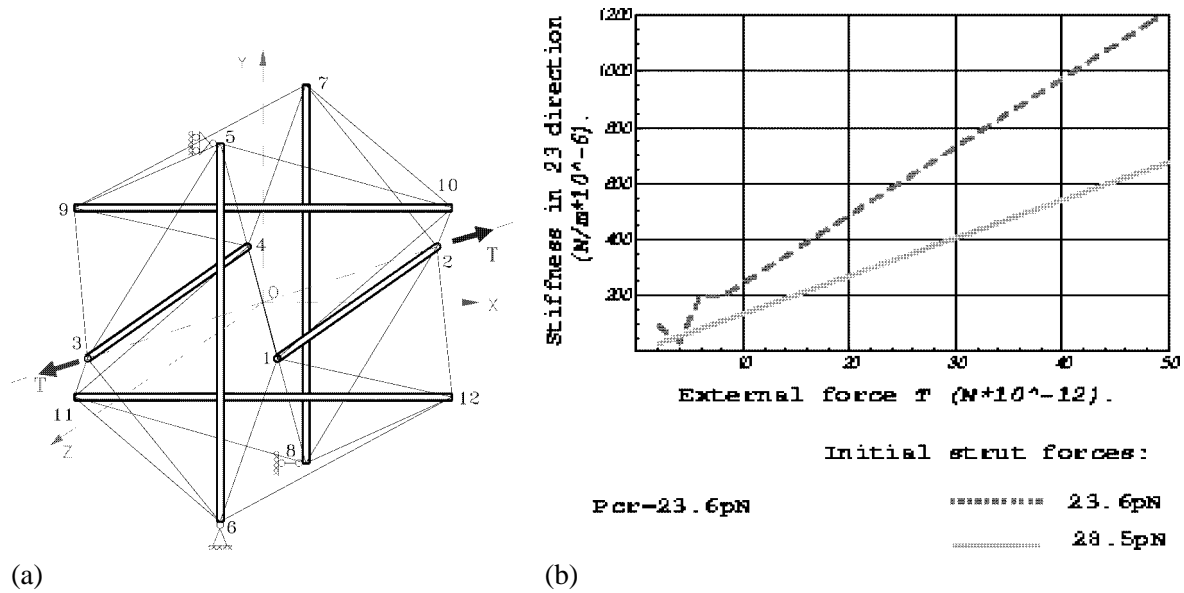 Y
7
5
10
9
4
2
T
O
X
3
1
T
11
12
Z
8
6
(a)
Stiffness in 23 direction
(N/m*10^-6).
1200
1000
800
600
400
200
10 20 30 40 50
External force T (N*10^-12).
Initial strut forces:
Pcr-23.6pN
23.6pN
28.5pN
(b)